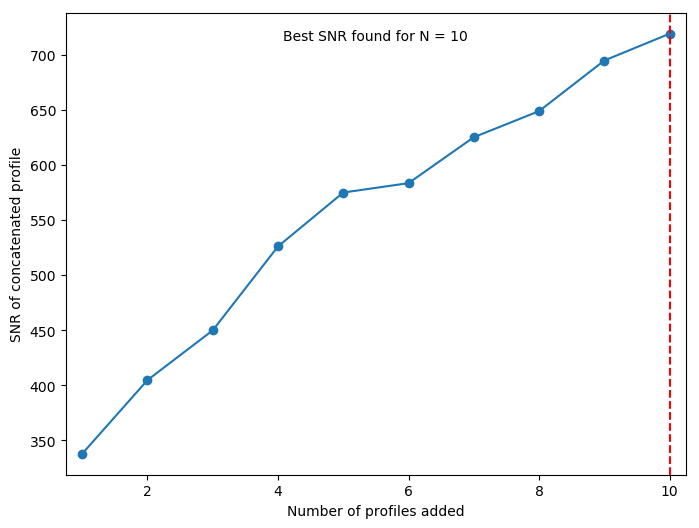 Best SNR found for N = 10
SNR of concatenated profile
700
650
600
550
500
450
400
350
2 4 6 8 10
Number of profiles added